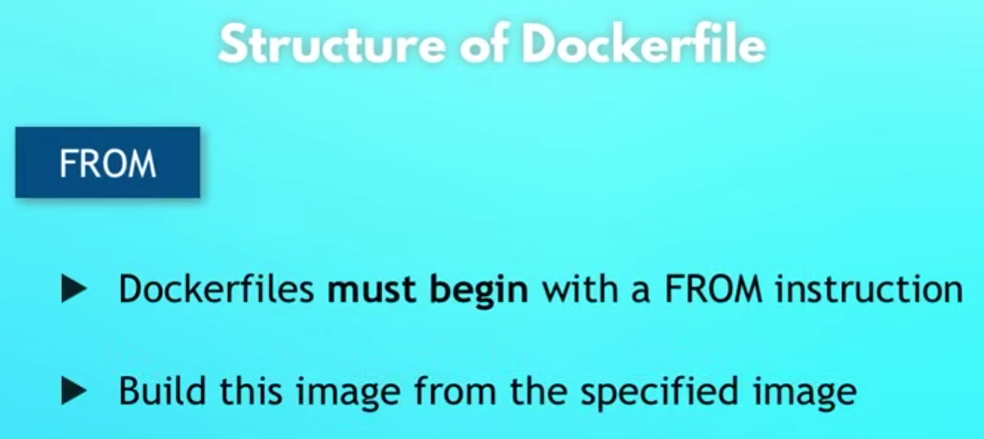 Structure of Dockerfile
FROM
Dockerfiles must begin with a FROM instruction
Build this image from the specified image